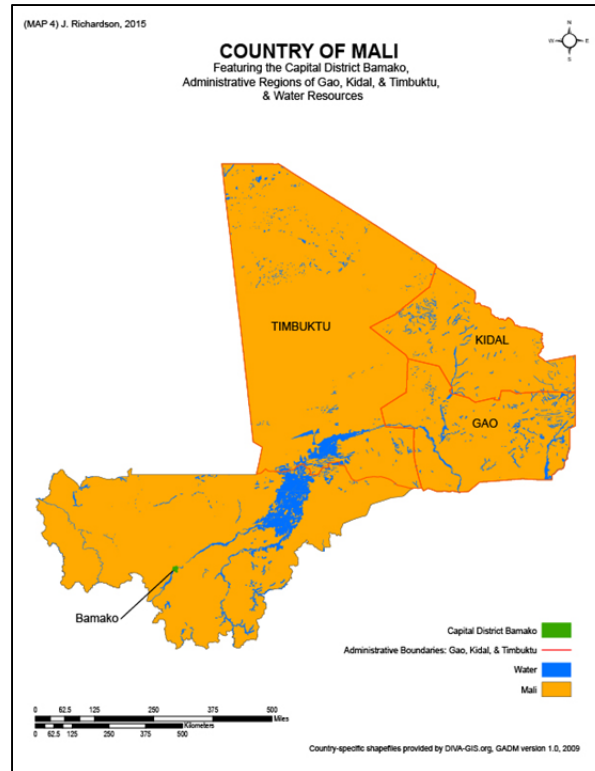 (MAP 4) J. Richardson, 2015
N
W E
S
COUNTRY OF MALI
Featuring the Capital District Bamako,
Administrative Regions of Gao, Kidal, & Timbuktu,
& Water Resources
TIMBUKTU
KIDAL
GAO
Bamako
Capital District Bamako
Administrative Boundaries: Gao, Kidal, & Timbuktu
Water
Mali
0 62.5 125 250 375 500
Miles
Kilometers
0 62.5 125 250 375 500
Country-specific shapefiles provided by DIVA-GIS.org, GADM version 1.0, 2009